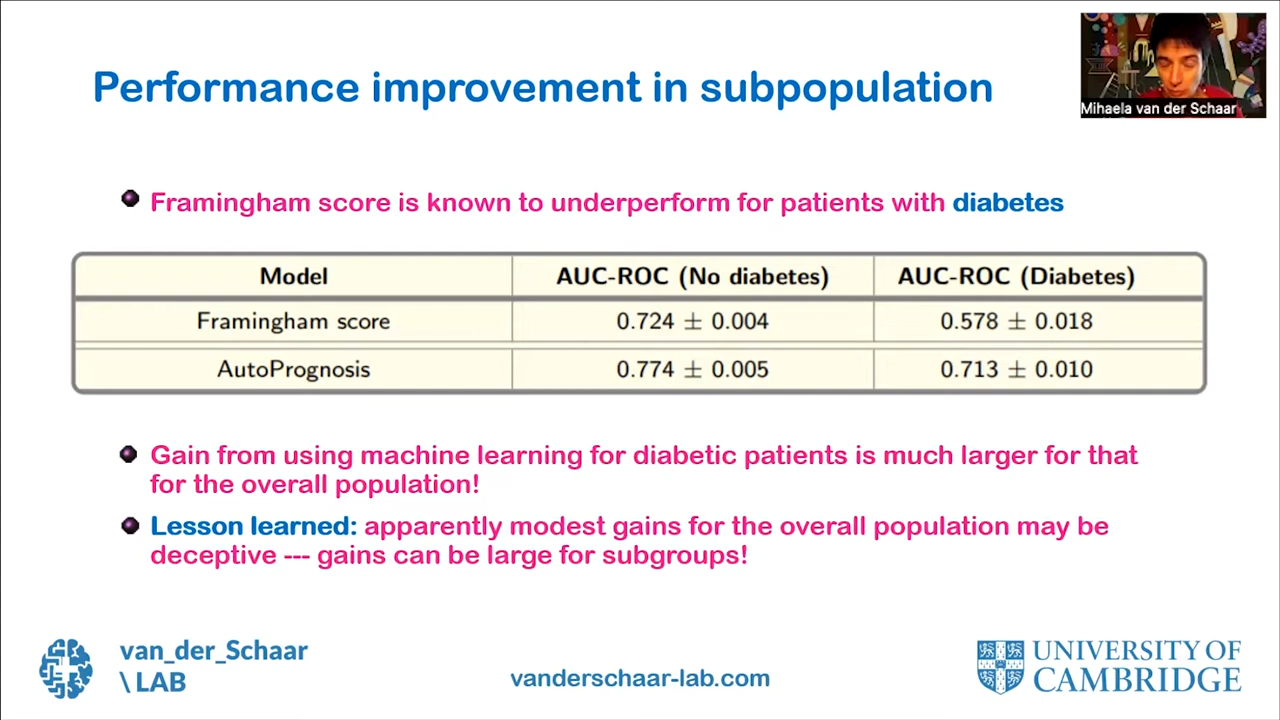 Performance improvement in subpopulation
Mihaela van der Schaar
Framingham score is known to underperform for patients with diabetes
Model AUC-ROC (No diabetes) AUC-ROC (Diabetes)
Framingham score 0.724 ± 0.004 0.578 ± 0.018
AutoPrognosis 0.774 ± 0.005 0.713 ± 0.010
Gain from using machine learning for diabetic patients is much larger for that
for the overall population!
Lesson learned: apparently modest gains for the overall population may be
deceptive --- gains can be large for subgroups!
van_der_Schaar
\ LAB
vanderschaar-lab.com
UNIVERSITY OF
CAMBRIDGE